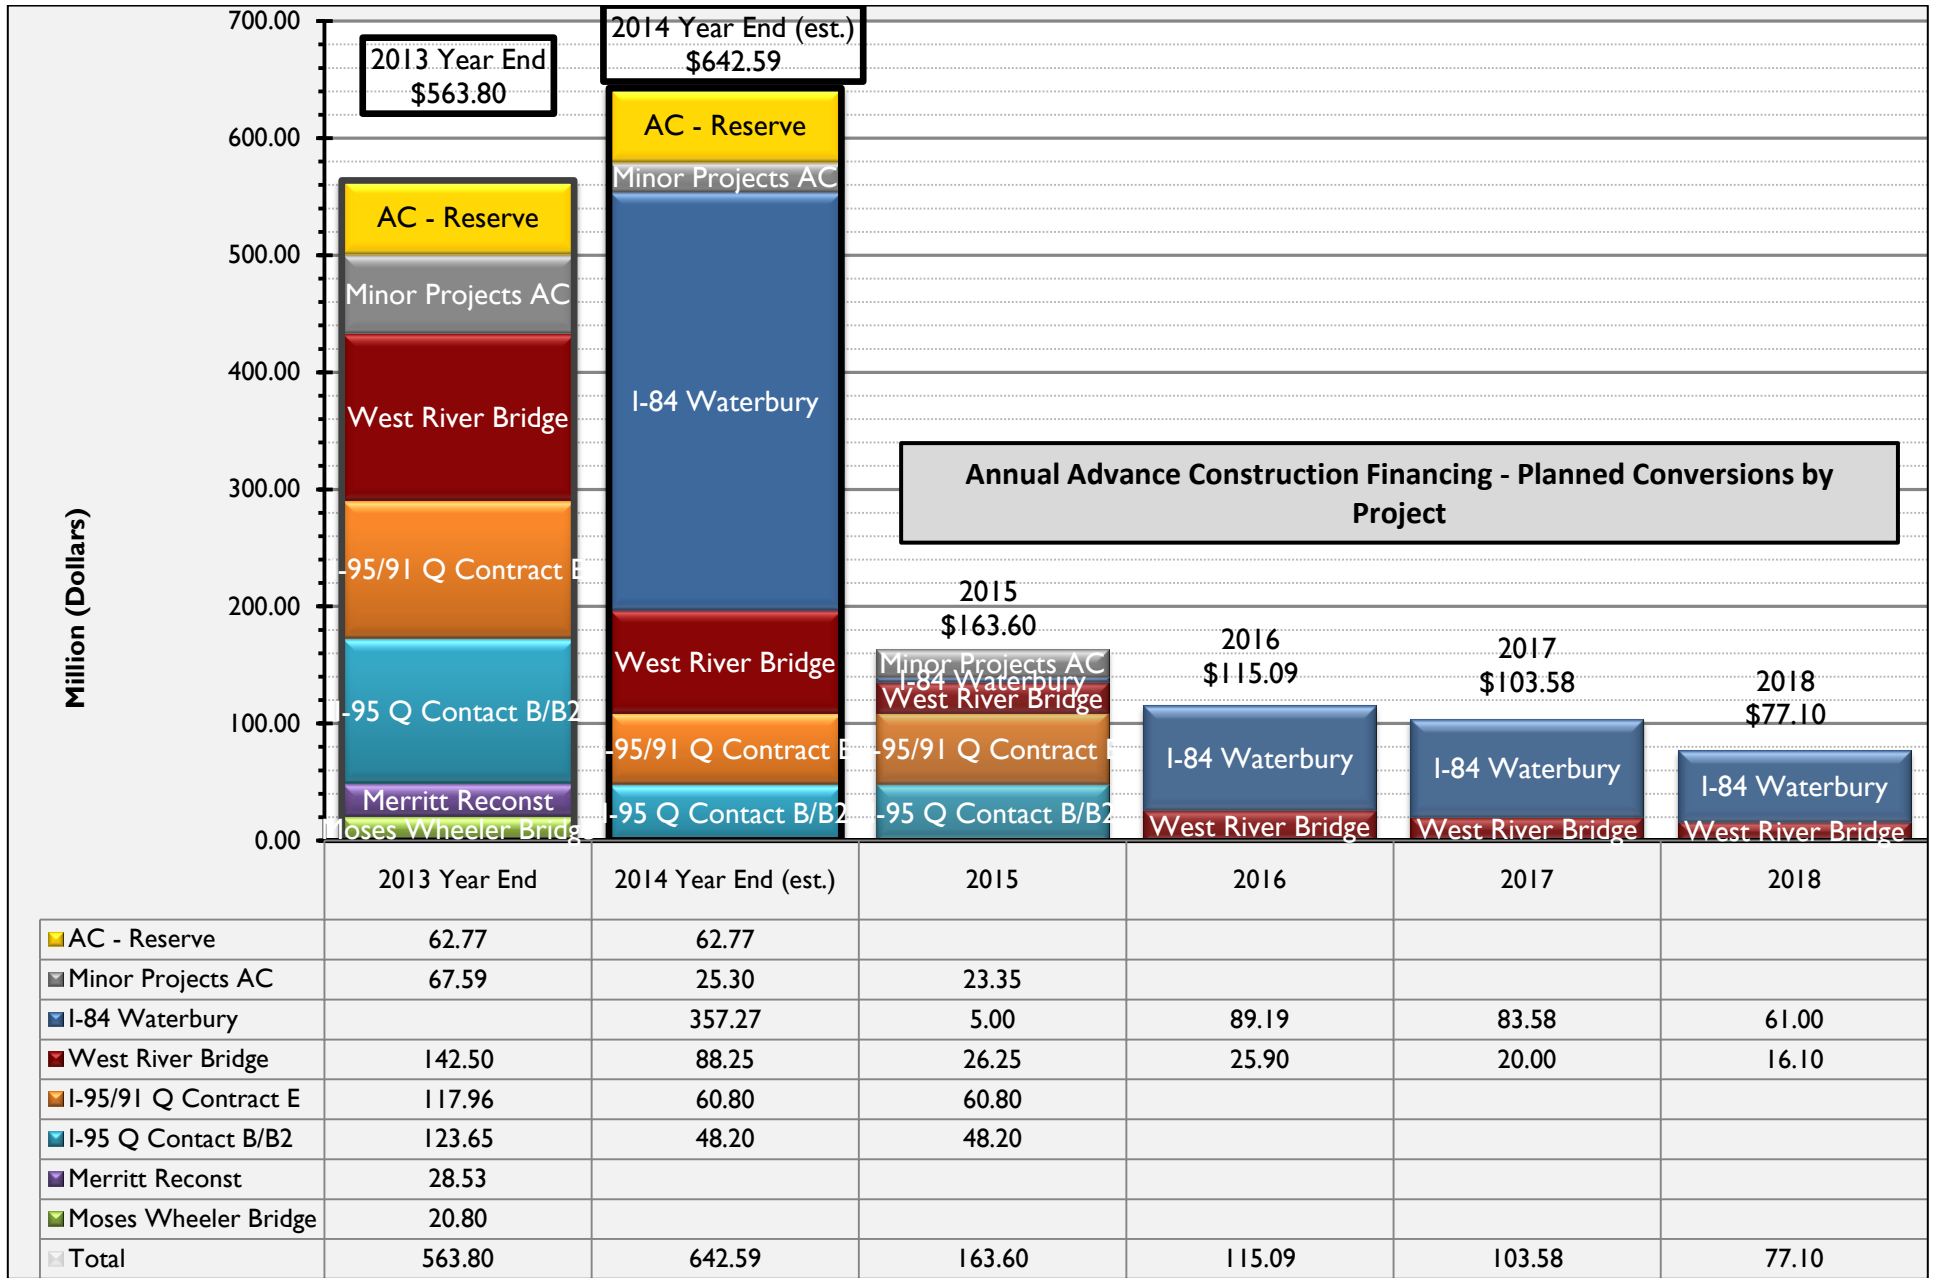 700.00
600.00
500.00
400.00
300.00
200.00
100.00
0.00
Million (Dollars)
2013 Year End
$563.80
2014 Year End (est.)
$642.59
AC - Reserve
Minor Projects AC
West River Bridge
-95/91 Q Contract E
-95 Q Contact B/B2
Merritt Reconst
Moses Wheeler Bridge
AC - Reserve
Minor Projects AC
I-84 Waterbury
West River Bridge
-95/91 Q Contract E
I-95 Q Contact B/B2
Annual Advance Construction Financing - Planned Conversions by
Project
2015
$163.60
Minor Projects AC
I-84 Waterbury
West River Bridge
-95/91 Q Contract E
-95 Q Contact B/B2
2016
$115.09
I-84 Waterbury
West River Bridge
2017
$103.58
I-84 Waterbury
West River Bridge
2018
$77.10
I-84 Waterbury
West River Bridge
2013 Year End 2014 Year End (est.) 2015 2016 2017 2018
AC - Reserve 62.77 62.77
Minor Projects AC 67.59 25.30 23.35
I-84 Waterbury 357.27 5.00 89.19 83.58 61.00
West River Bridge 142.50 88.25 26.25 25.90 20.00 16.10
I-95/91 Q Contract E 117.96 60.80 60.80
I-95 Q Contact B/B2 123.65 48.20 48.20
Merritt Reconst 28.53
Moses Wheeler Bridge 20.80
Total 563.80 642.59 163.60 115.09 103.58 77.10